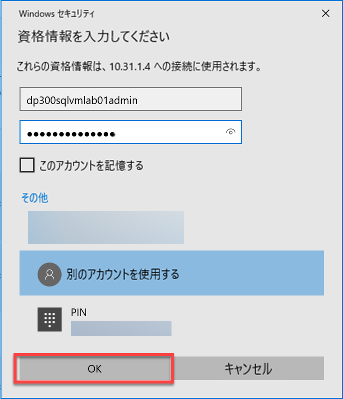 Windows セキュリティ
資格情報を入力してください
これらの資格情報は、10.31.1.4 への接続に使用されます。
dp300sqlvmlab01admin
●●●●●●●●●●●●●●
このアカウントを記憶する
その他
別のアカウントを使用する
PIN
OK
キャンセル